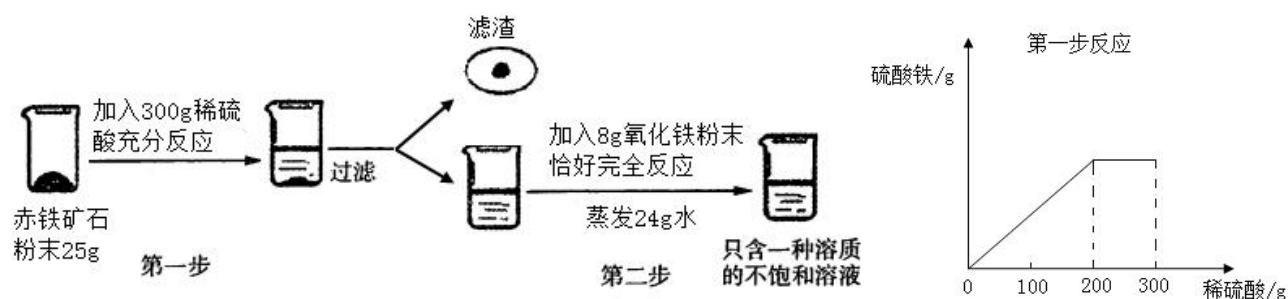 滤渣
加入300g稀硫
酸充分反应
过滤
赤铁矿石
粉末25g
第一步
加入8g氧化铁粉末
恰好完全反应
蒸发24g水
第二步
只含一种溶质
的不饱和溶液
第一步反应
硫酸铁/g
0 100 200 300
稀硫酸/g